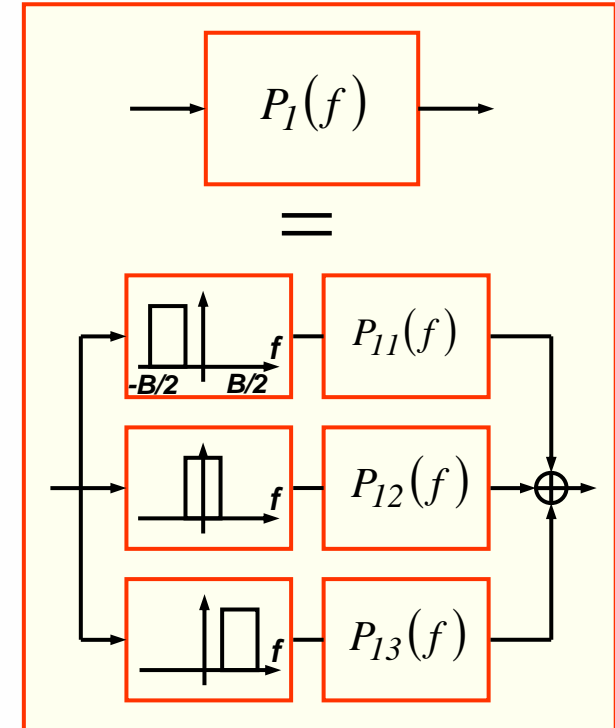 P₁(f)
=
f
-B/2 B/2
P₁₁(f)
f
P₁₂(f)
f
P₁₃(f)